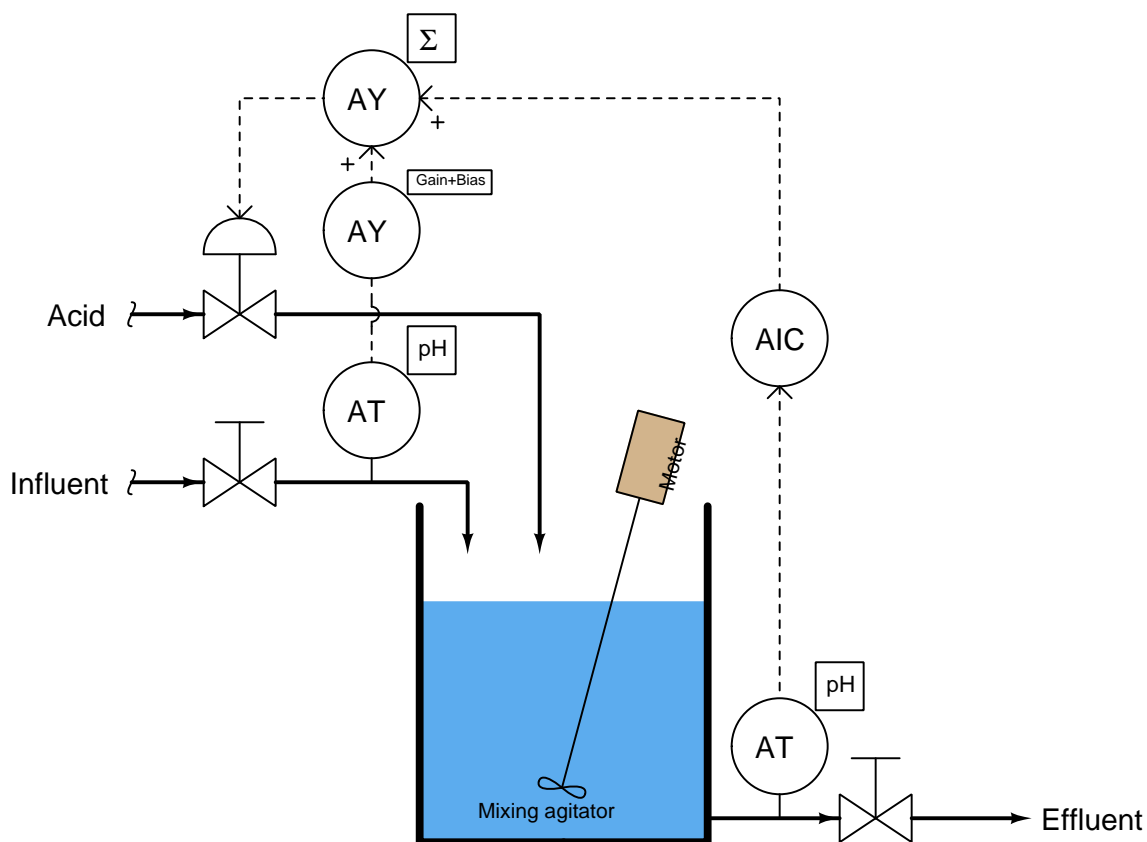 Σ
AY
+
+
Gain+Bias
AY
Acid
pH
AIC
AT
Motor
Influent
pH
AT
Mixing agitator
Effluent